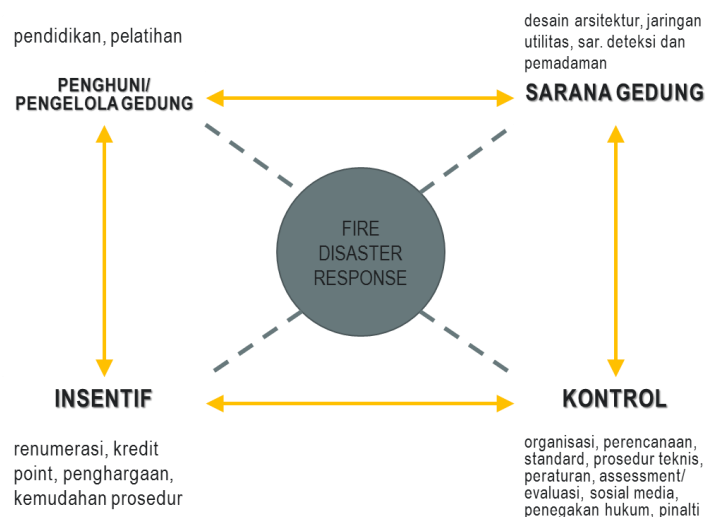 pendidikan, pelatihan
PENGHUNI/
PENGELOLA GEDUNG
desain arsitektur, jaringan
utilitas, sar. deteksi dan
pemadaman
SARANA GEDUNG
FIRE
DISASTER
RESPONSE
INSENTIF
renumerasi, kredit
point, penghargaan,
kemudahan prosedur
KONTROL
organisasi, perencanaan,
standard, prosedur teknis,
peraturan, assessment/
evaluasi, sosial media,
penegakan hukum, pinalti